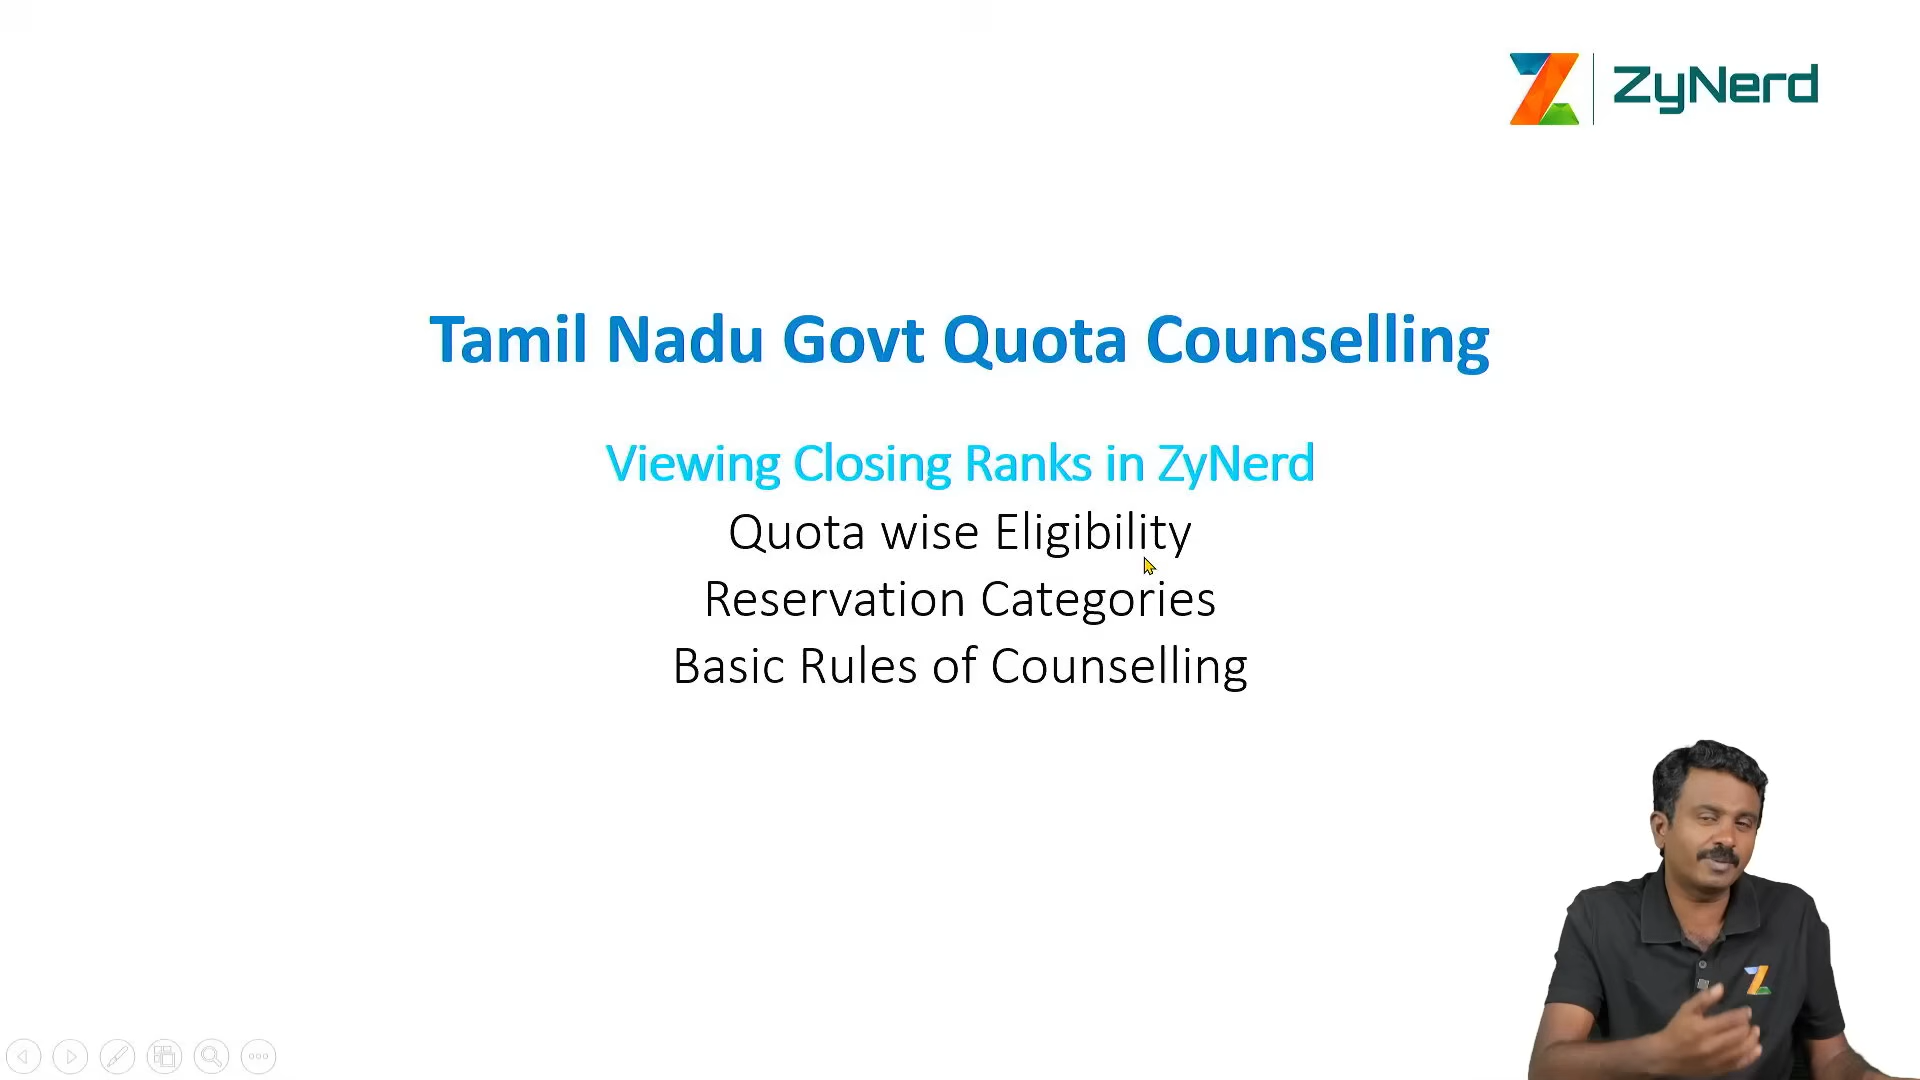 ZyNerd
Tamil Nadu Govt Quota Counselling
Viewing Closing Ranks in ZyNerd
Quota wise Eligibility
Reservation Categories
Basic Rules of Counselling